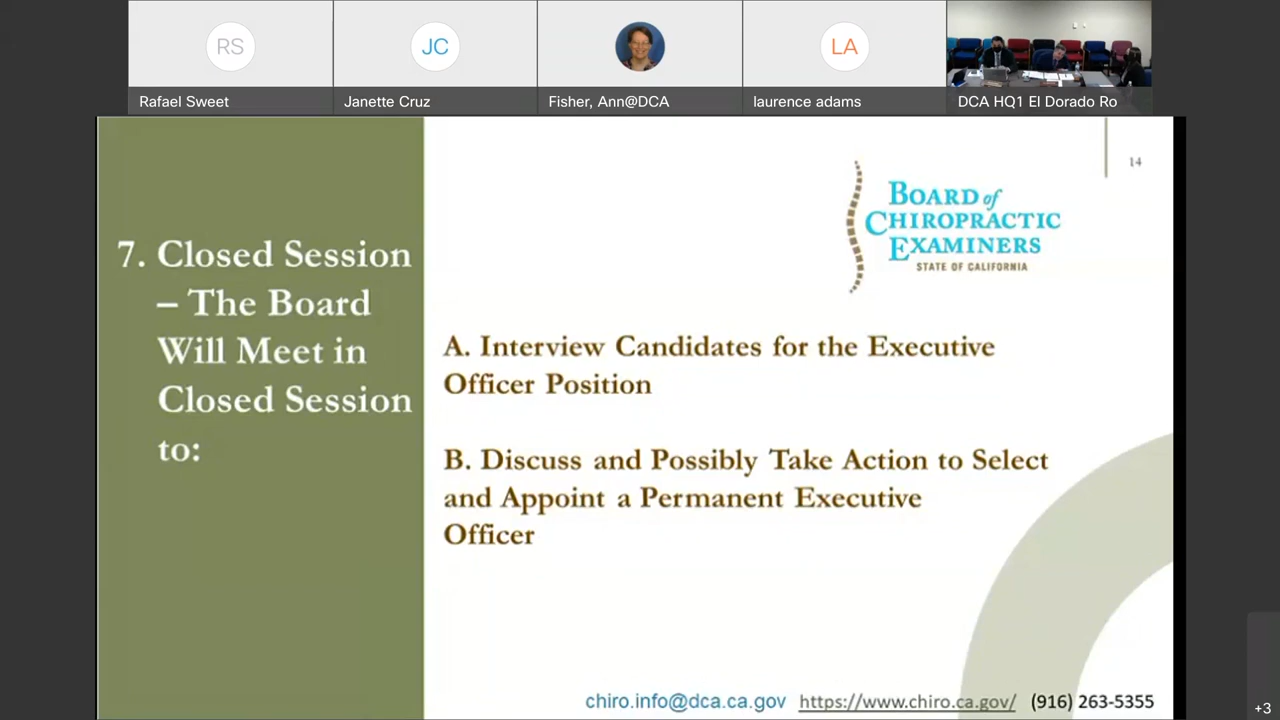 RS
JC
LA
Rafael Sweet
Janette Cruz
Fisher, Ann@DCA
laurence adams
DCA HQ1 El Dorado Ro
14
BOARD of
CHIROPRACTIC
EXAMINERS
STATE OF CALIFORNIA
7. Closed Session
– The Board
Will Meet in
Closed Session
to:
A. Interview Candidates for the Executive
Officer Position
B. Discuss and Possibly Take Action to Select
and Appoint a Permanent Executive
Officer
chiro.info@dca.ca.gov https://www.chiro.ca.gov/ (916) 263-5355
+3